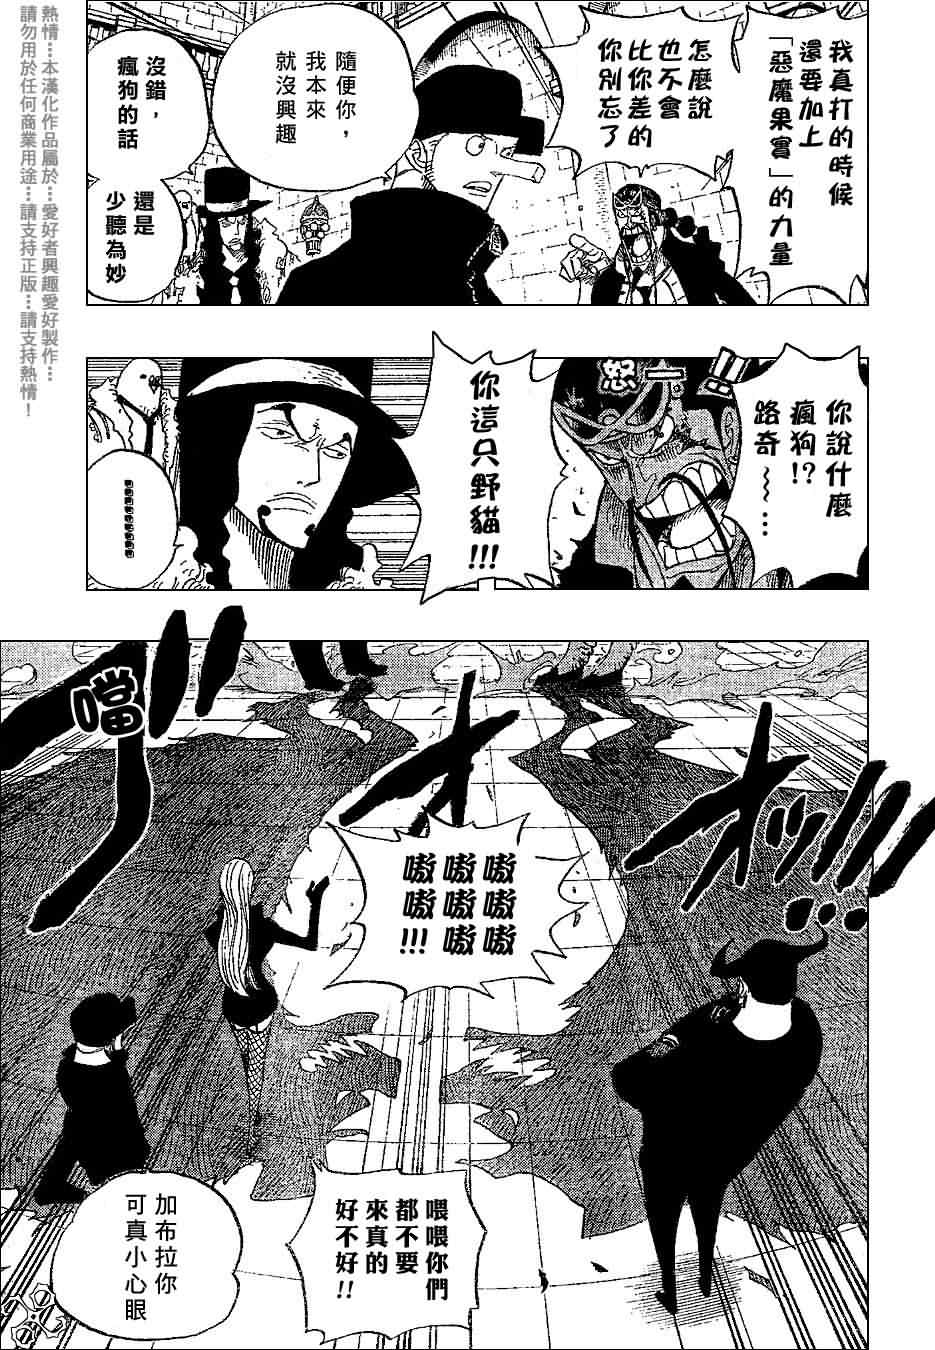 我真打的時候
還要加上
「惡魔果實」的力量
怎麼說
也不會
比你差的
你別忘了
隨便你，
我本來
就沒興趣
沒錯，
瘋狗的話
還是
少聽為妙
你說什麼
瘋狗!?
路奇～～…
怒
你這只野貓!!!
噹
オオオッ!!!
嗷嗷嗷
嗷嗷嗷
嗷嗷!!!
喂喂你們
都不要
來真的
好不好!!
加布拉你
可真小心眼
熱情…本漢化作品屬於…愛好者興趣愛好製作…
請勿用於任何商業用途…請支持正版…請支持熱情！